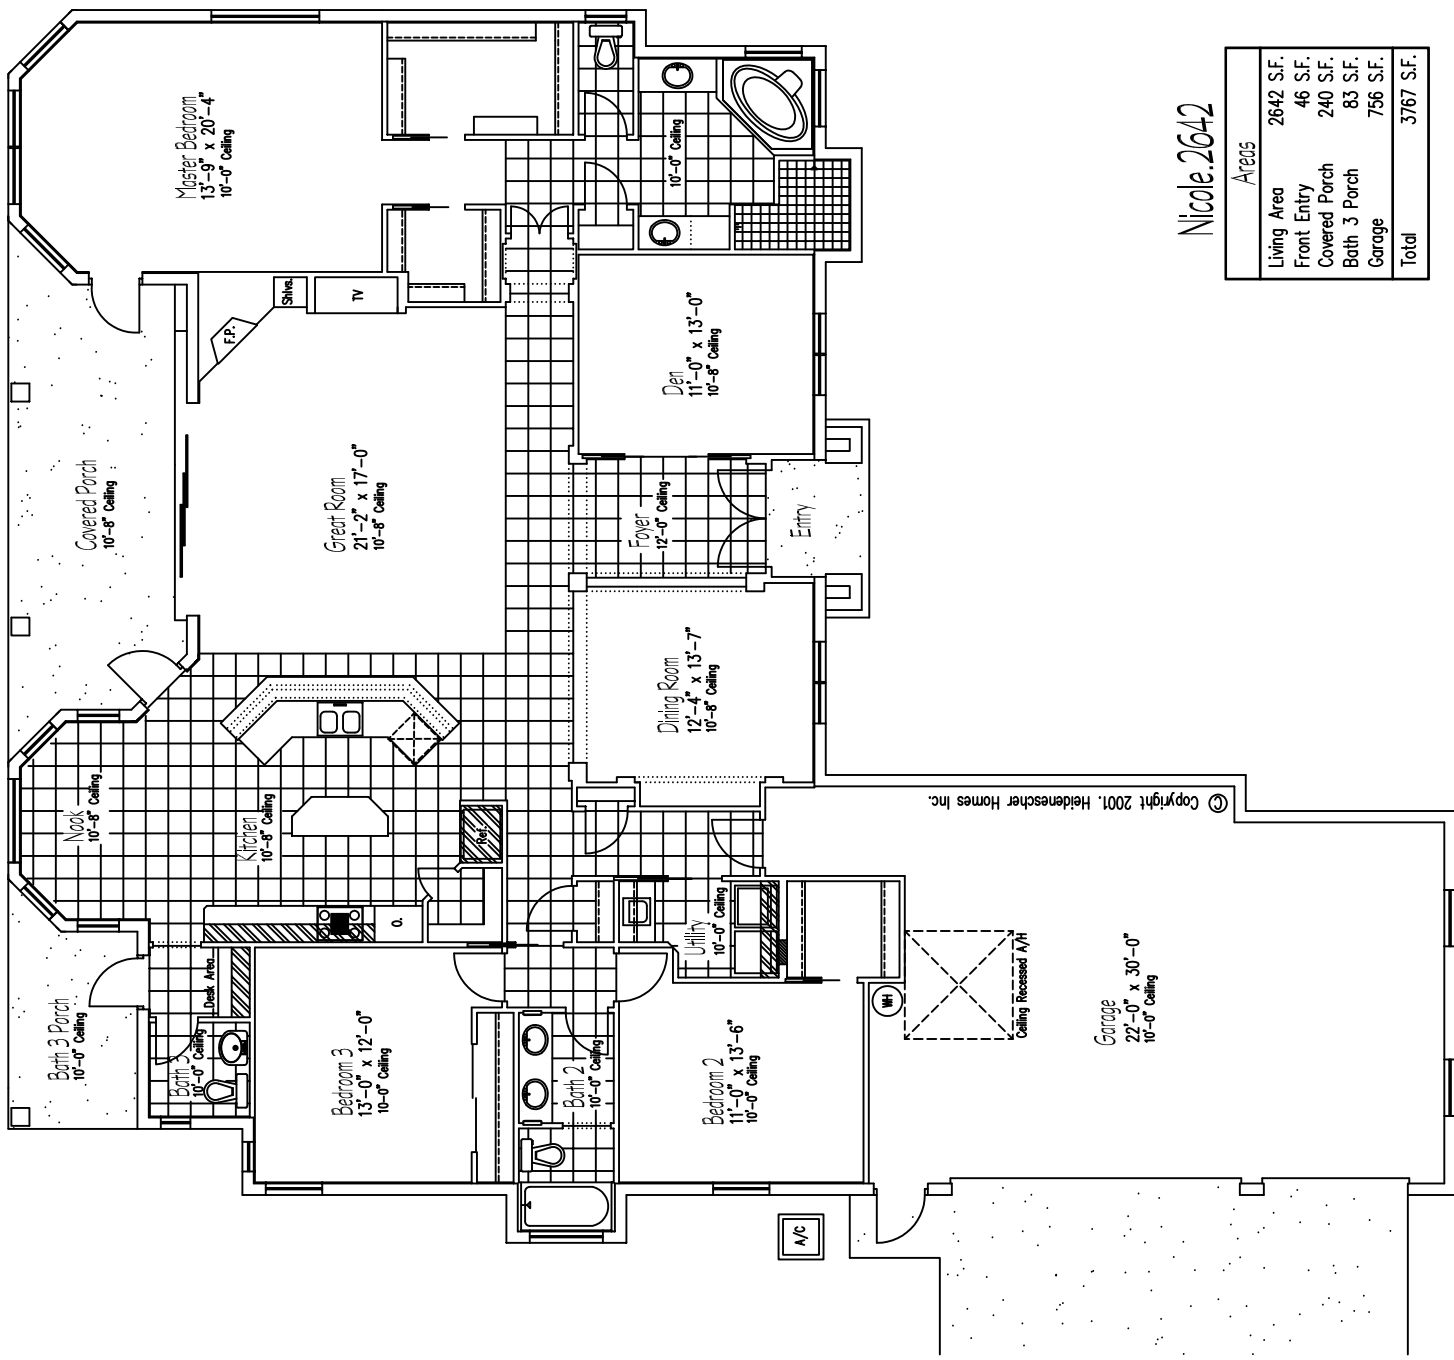 Nicole.2642
Areas
Living Area 2642 S.F.
Front Entry 46 S.F.
Covered Porch 240 S.F.
Bath 3 Porch 83 S.F.
Garage 756 S.F.
Total 3767 S.F.
Master Bedroom
13'-9" x 20'-4"
10'-0" Ceiling
10'-0" Ceiling
Shlvs.
TV
F.P.
Covered Porch
10'-8" Ceiling
Great Room
21'-2" x 17'-0"
10'-8" Ceiling
Den
11'-0" x 13'-0"
10'-8" Ceiling
Foyer
12'-0" Ceiling
Entry
Dining Room
12'-4" x 13'-7"
10'-8" Ceiling
Nook
10'-8" Ceiling
Kitchen
10'-8" Ceiling
Ref.
O.
Utility
10'-0" Ceiling
Desk Area
Bath 3 Porch
10'-0" Ceiling
Bath 3
10'-0" Ceiling
Bedroom 3
13'-0" x 12'-0"
10-0" Ceiling
Bath 2
10'-0" Ceiling
Bedroom 2
11'-0" x 13'-6"
10'-0" Ceiling
WH
Ceiling Recessed A/H
Garage
22'-0" x 30'-0"
10'-0" Ceiling
A/C
© Copyright 2001. Heidenescher Homes Inc.